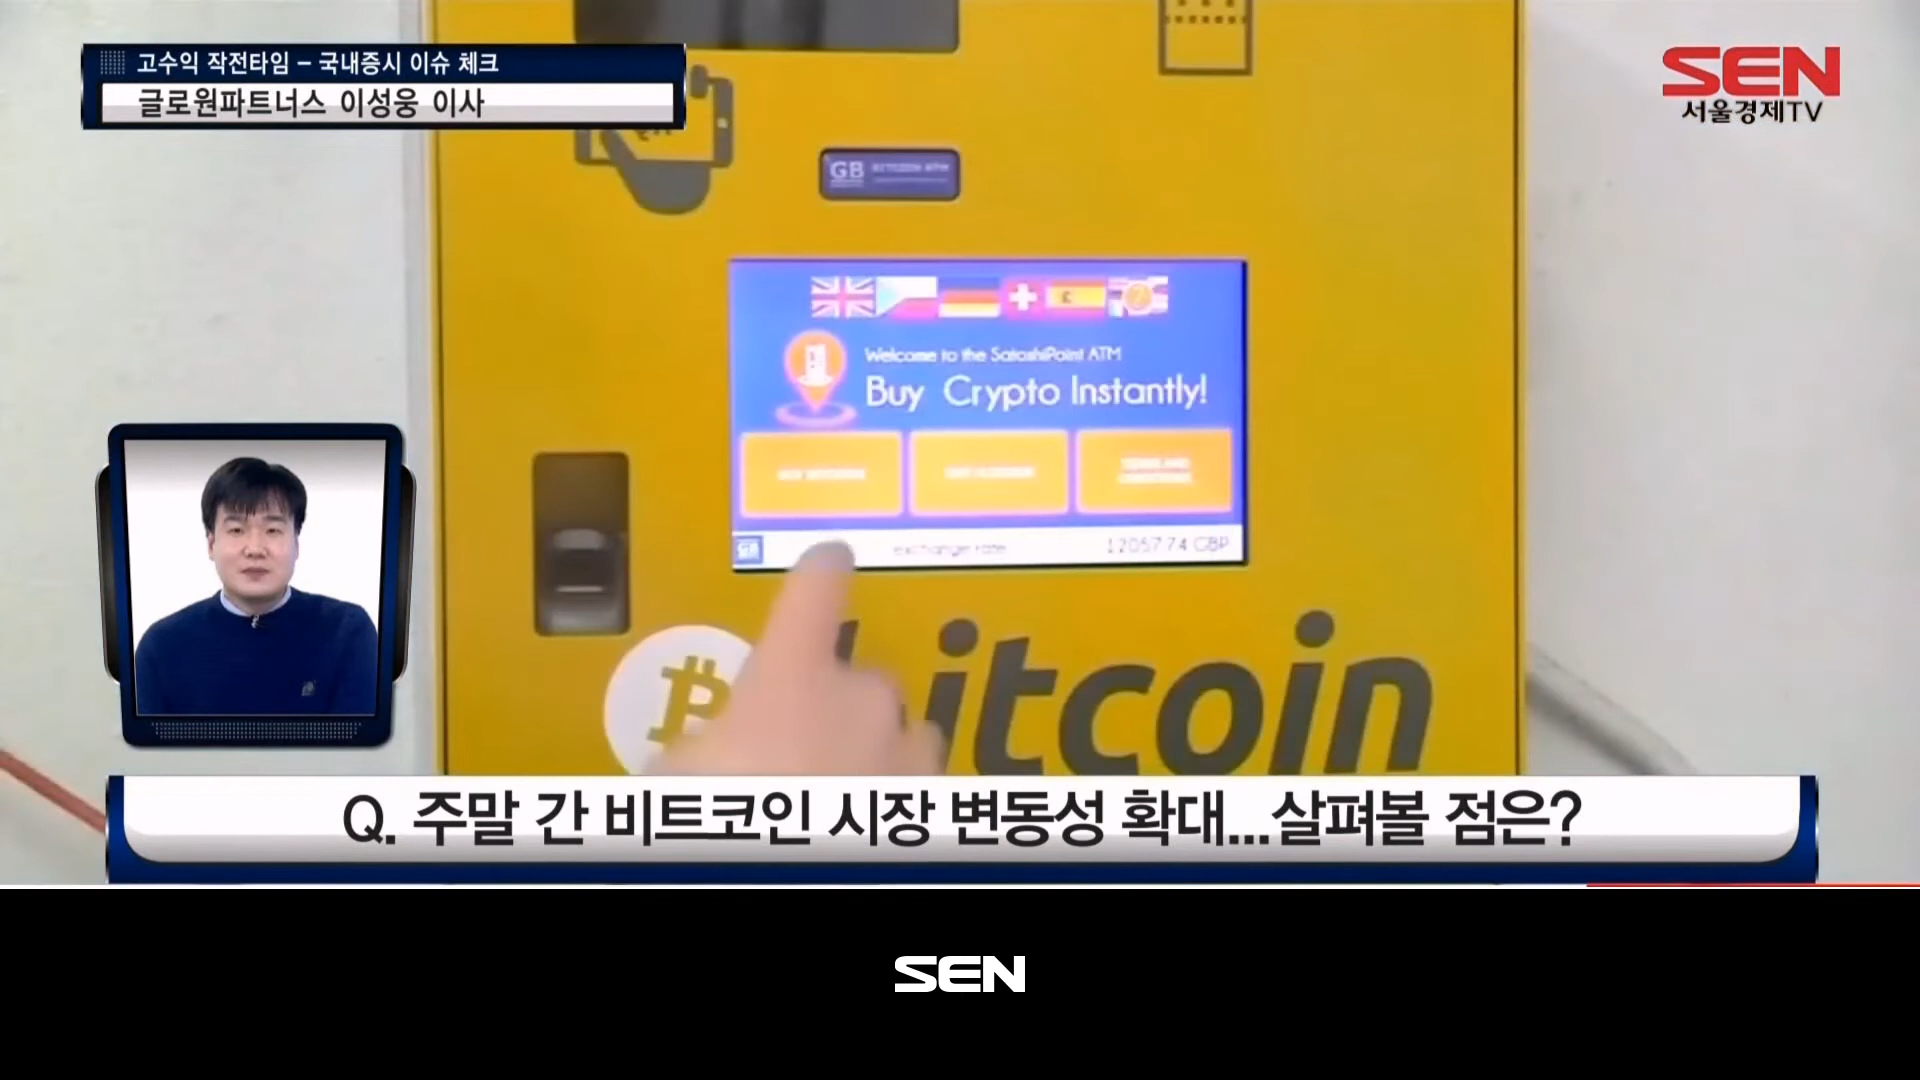 고수익 작전타임 - 국내증시 이슈 체크
글로원파트너스 이성웅 이사
SEN
서울경제TV
GB
Welcome to the SatoshiPoint ATM
Buy Crypto Instantly!
GB
exchange rate
12057.74 GBP
bitcoin
Q. 주말 간 비트코인 시장 변동성 확대...살펴볼 점은?
SEN